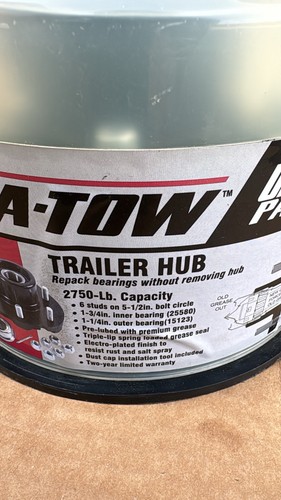 A-TOW™
TRAILER HUB
Repack bearings without removing hub
2750-Lb. Capacity
• 6 studs on 5-1/2in. bolt circle
• 1-3/4in. inner bearing (25580)
• 1-1/4in. outer bearing(15123)
• Pre-lubed with premium grease
• Triple-lip spring loaded grease seal
• Electro-plated finish to
resist rust and salt spray
• Dust cap installation tool included
• Two-year limited warranty
OLD
GREASE
OUT